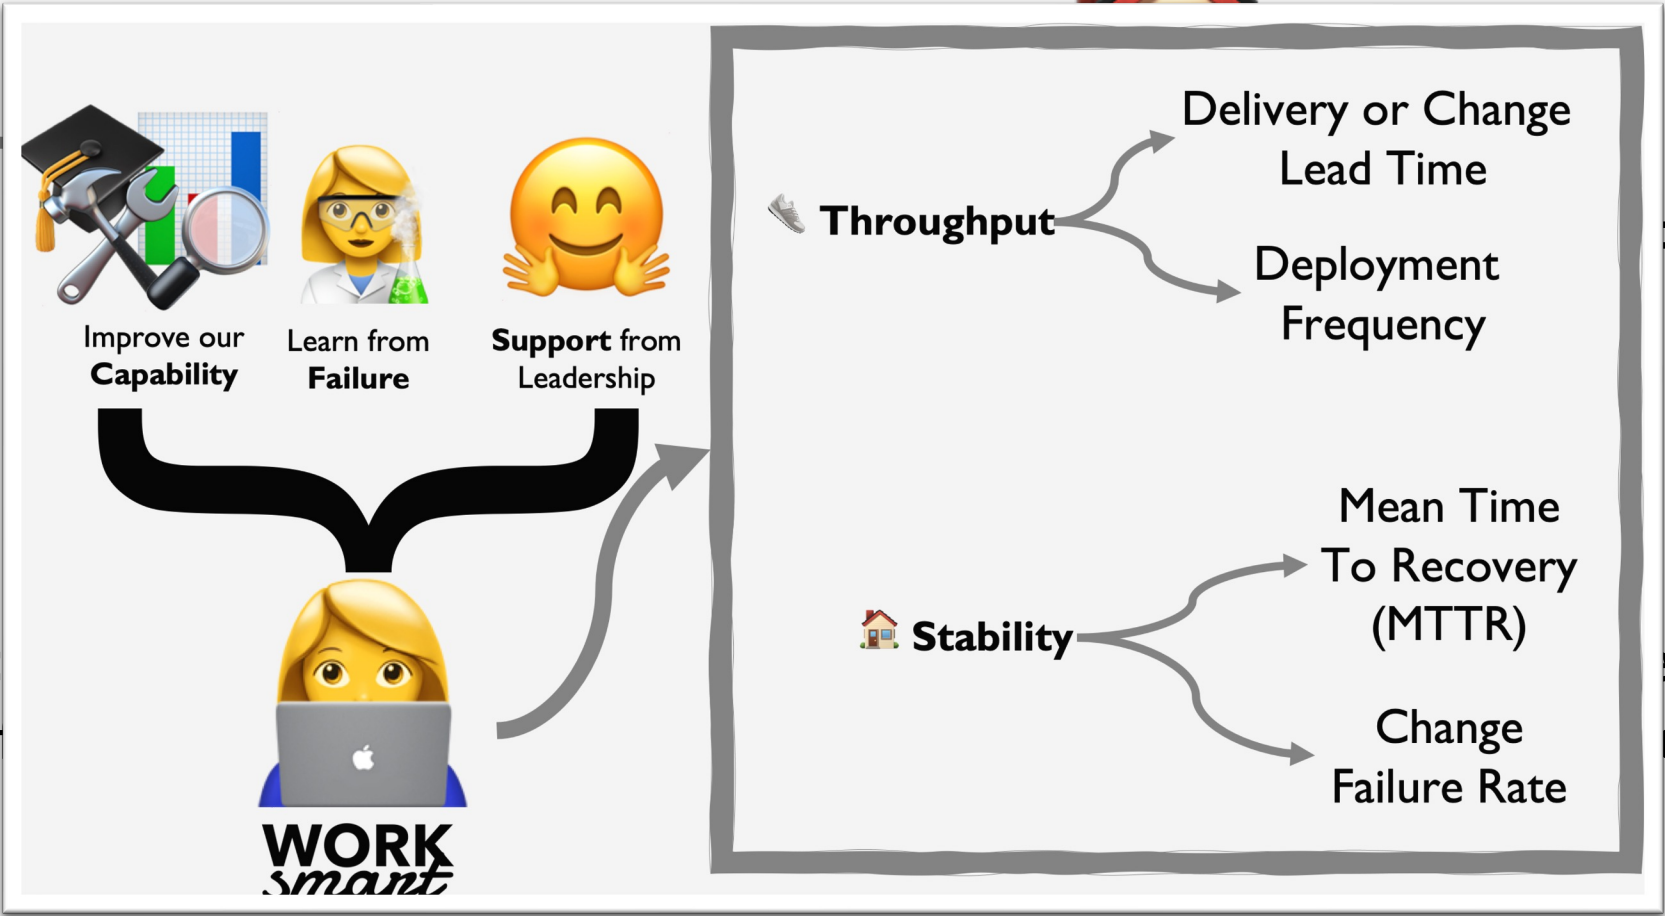 Improve our
Capability
Learn from
Failure
Support from
Leadership
WORK
smart
Throughput
Delivery or Change
Lead Time
Deployment
Frequency
Stability
Mean Time
To Recovery
(MTTR)
Change
Failure Rate